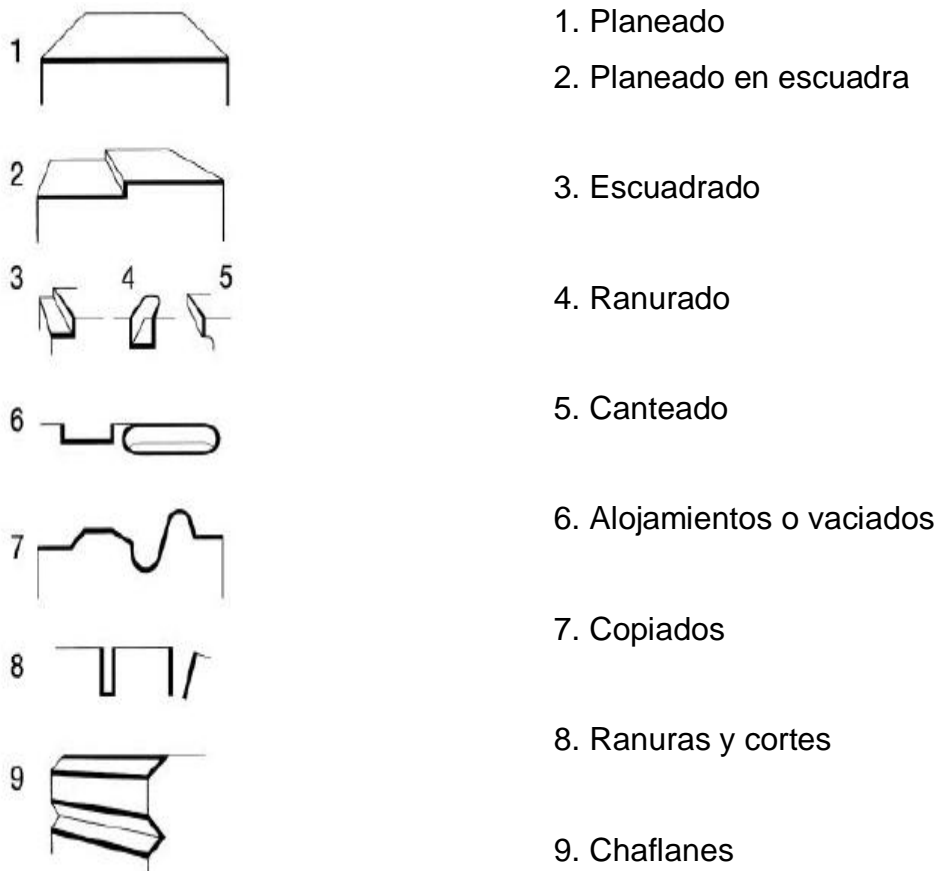 1
1. Planeado
2. Planeado en escuadra
2
3. Escuadrado
3 4 5
4. Ranurado
5. Canteado
6
6. Alojamientos o vaciados
7
7. Copiados
8
8. Ranuras y cortes
9
9. Chaflanes